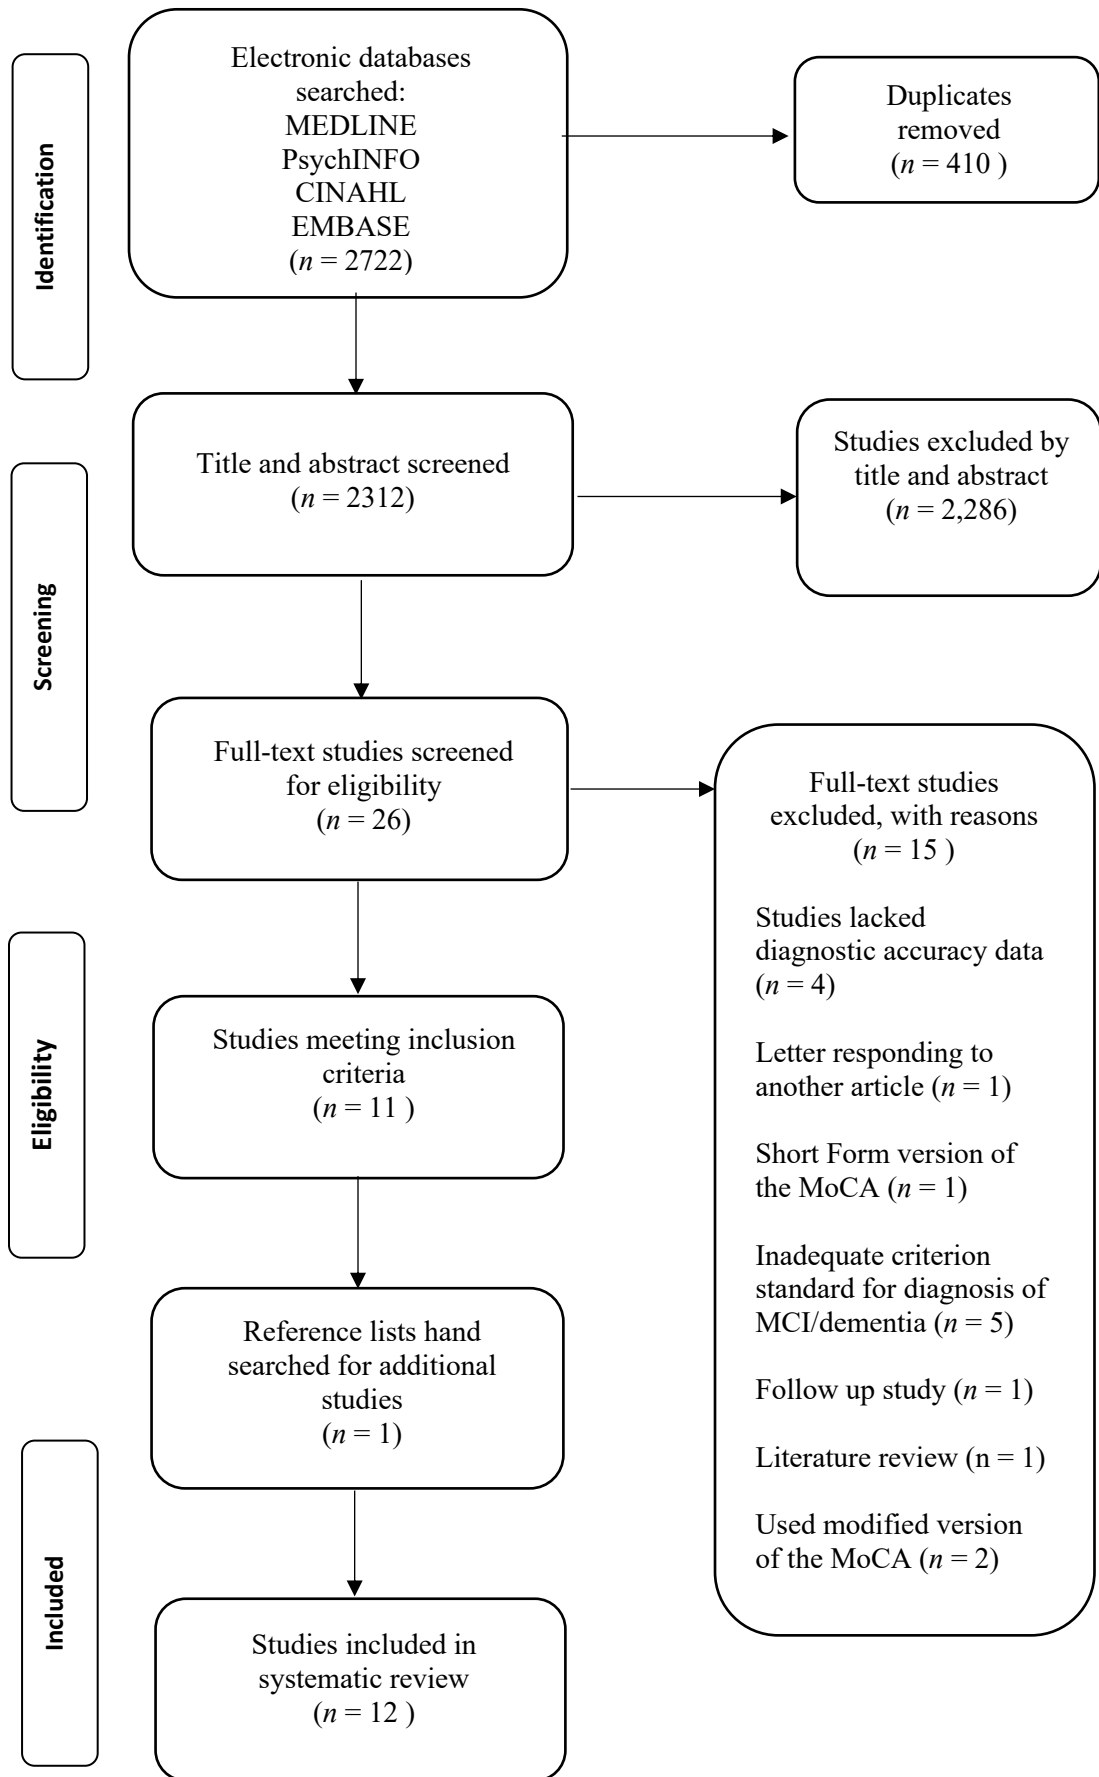 Identification
Electronic databases
searched:
MEDLINE
PsychINFO
CINAHL
EMBASE
(n = 2722)
Duplicates
removed
(n = 410 )
Screening
Title and abstract screened
(n = 2312)
Studies excluded by
title and abstract
(n = 2,286)
Full-text studies screened
for eligibility
(n = 26)
Full-text studies
excluded, with reasons
(n = 15 )
Studies lacked
diagnostic accuracy data
(n = 4)
Letter responding to
another article (n = 1)
Short Form version of
the MoCA (n = 1)
Inadequate criterion
standard for diagnosis of
MCI/dementia (n = 5)
Follow up study (n = 1)
Literature review (n = 1)
Used modified version
of the MoCA (n = 2)
Eligibility
Studies meeting inclusion
criteria
(n = 11 )
Reference lists hand
searched for additional
studies
(n = 1)
Included
Studies included in
systematic review
(n = 12 )